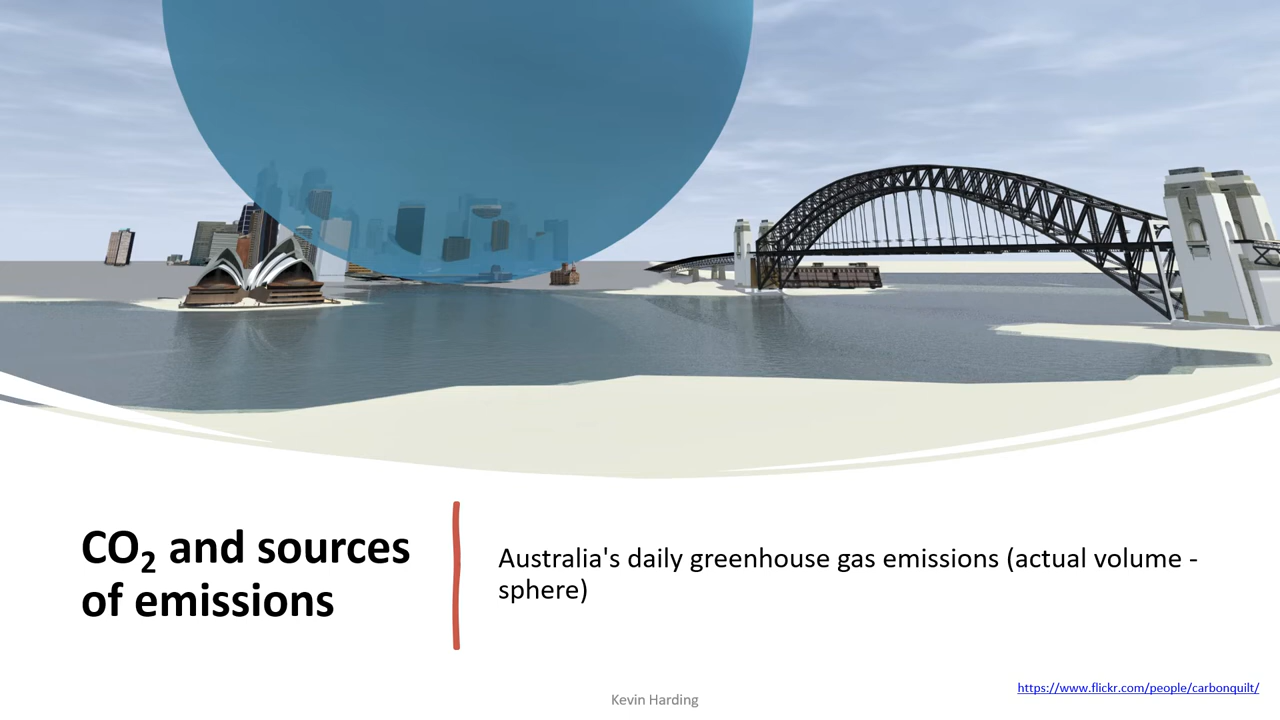 CO₂ and sources
of emissions
Australia's daily greenhouse gas emissions (actual volume -
sphere)
Kevin Harding
https://www.flickr.com/people/carbonquilt/